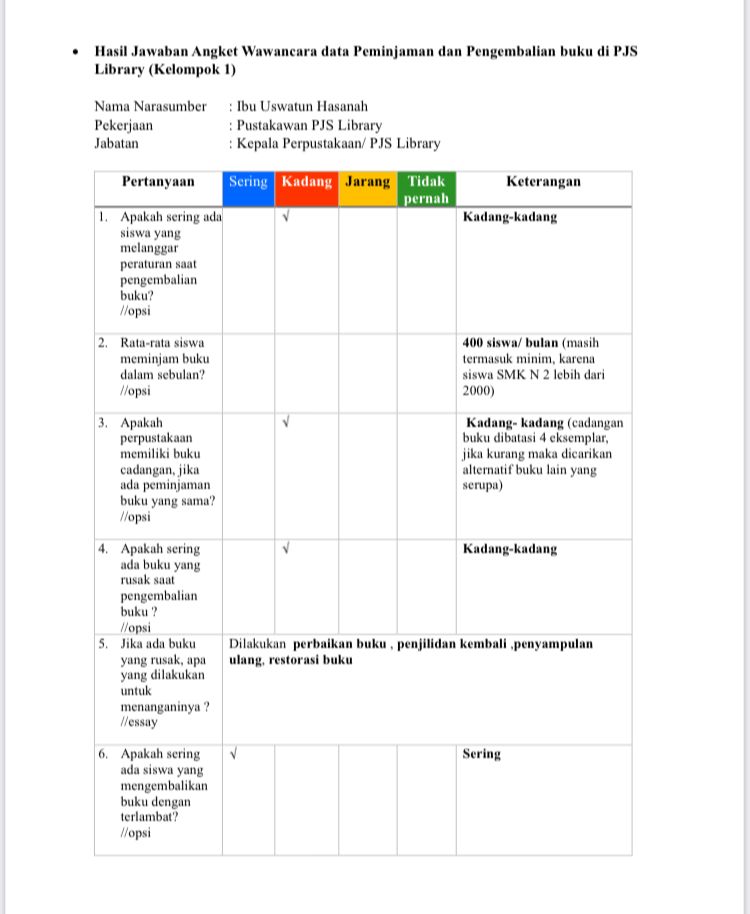 • Hasil Jawaban Angket Wawancara data Peminjaman dan Pengembalian buku di PJS
Library (Kelompok 1)
Nama Narasumber : Ibu Uswatun Hasanah
Pekerjaan : Pustakawan PJS Library
Jabatan : Kepala Perpustakaan/ PJS Library
Pertanyaan Sering Kadang Jarang Tidak pernah Keterangan
1. Apakah sering ada
siswa yang
melanggar
peraturan saat
pengembalian
buku?
//opsi
√
Kadang-kadang
2. Rata-rata siswa
meminjam buku
dalam sebulan?
//opsi
400 siswa/ bulan (masih
termasuk minim, karena
siswa SMK N 2 lebih dari
2000)
3. Apakah
perpustakaan
memiliki buku
cadangan, jika
ada peminjaman
buku yang sama?
//opsi
√
Kadang- kadang (cadangan
buku dibatasi 4 eksemplar,
jika kurang maka dicarikan
alternatif buku lain yang
serupa)
4. Apakah sering
ada buku yang
rusak saat
pengembalian
buku ?
//opsi
√
Kadang-kadang
5. Jika ada buku
yang rusak, apa
yang dilakukan
untuk
menanganinya ?
//essay
Dilakukan perbaikan buku , penjilidan kembali ,penyampulan
ulang, restorasi buku
6. Apakah sering
ada siswa yang
mengembalikan
buku dengan
terlambat?
//opsi
√
Sering